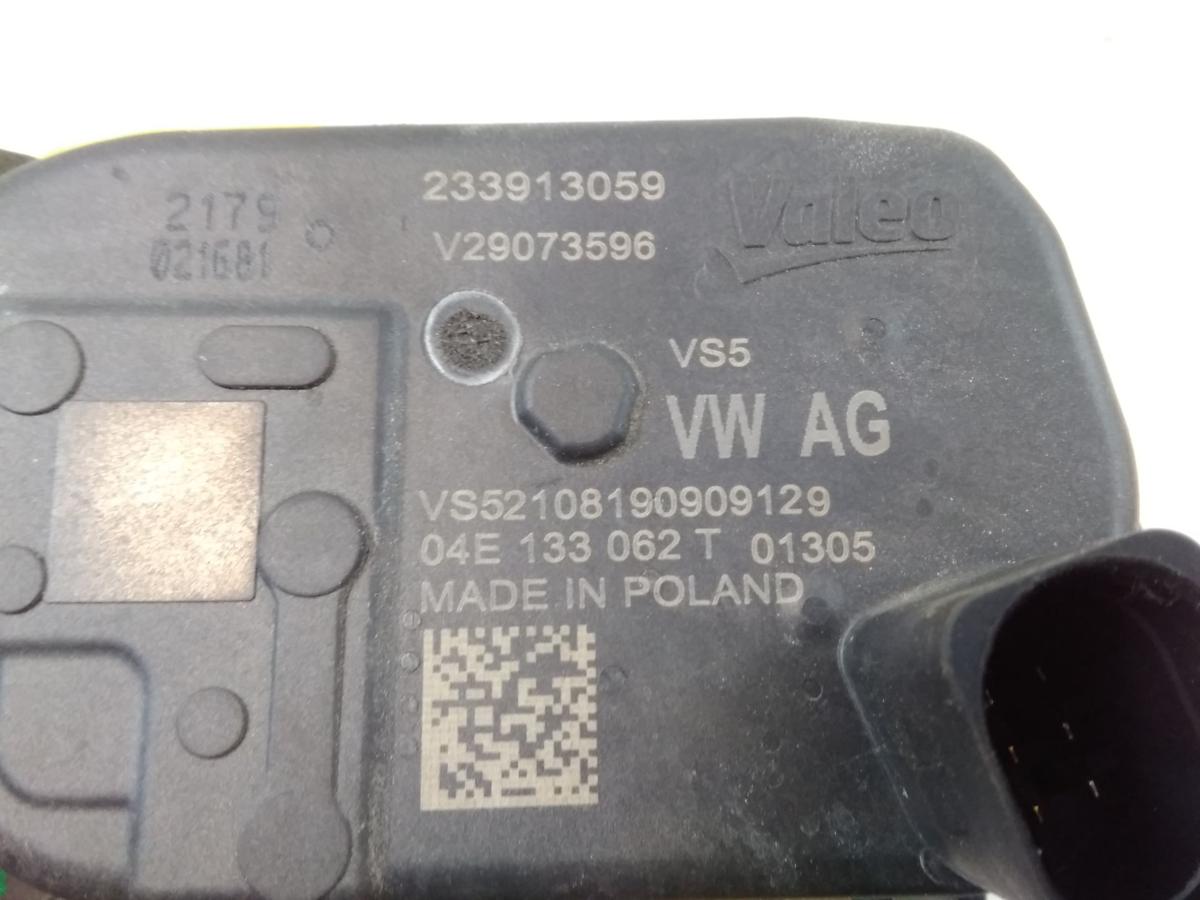 2179
021681
233913059
V29073596
Valeo
VS5
VW AG
VS52108190909129
04E 133 062 T 01305
MADE IN POLAND